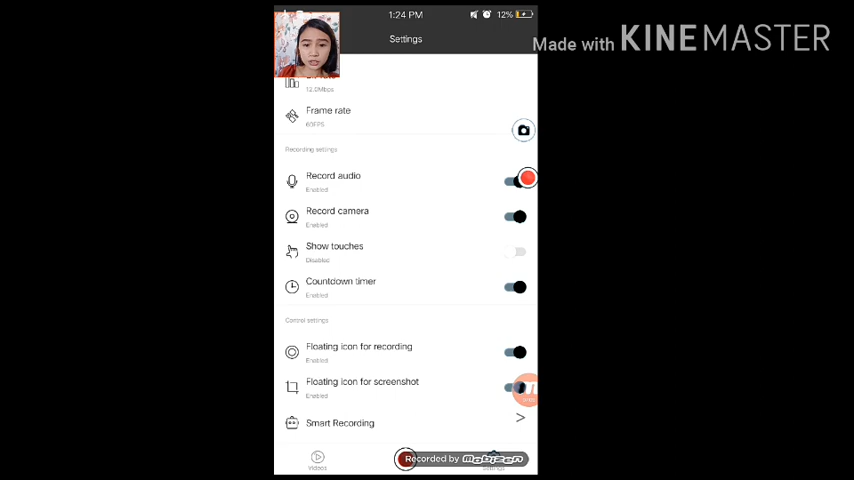 1:24 PM
12%
Settings
Made with KINEMASTER
12.0Mbps
Frame rate
60FPS
Recording settings
Record audio
Enabled
Record camera
Enabled
Show touches
Disabled
Countdown timer
Enabled
Control settings
Floating icon for recording
Enabled
Floating icon for screenshot
Enabled
Smart Recording
>
Recorded by mobizen
Videos
Settings